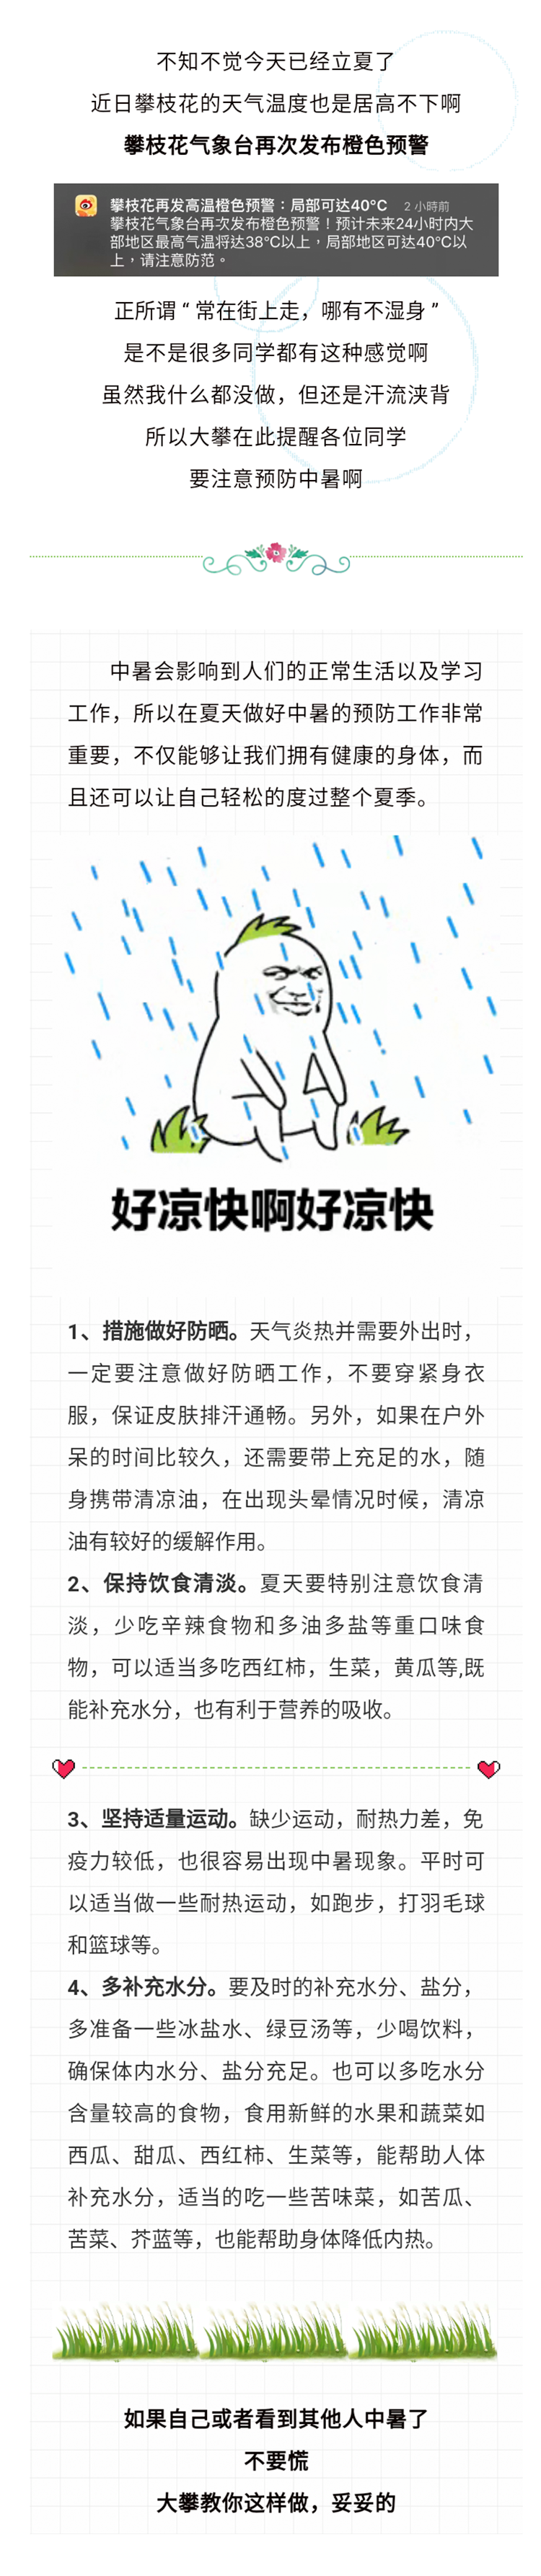 不知不觉今天已经立夏了
近日攀枝花的天气温度也是居高不下啊
攀枝花气象台再次发布橙色预警
攀枝花再发高温橙色预警：局部可达40°C 2 小時前
攀枝花气象台再次发布橙色预警！预计未来24小时内大
部地区最高气温将达38°C以上，局部地区可达40°C以
上，请注意防范。
正所谓“常在街上走，哪有不湿身”
是不是很多同学都有这种感觉啊
虽然我什么都没做，但还是汗流浃背
所以大攀在此提醒各位同学
要注意预防中暑啊
中暑会影响到人们的正常生活以及学习
工作，所以在夏天做好中暑的预防工作非常
重要，不仅能够让我们拥有健康的身体，而
且还可以让自己轻松的度过整个夏季。
好凉快啊好凉快
1、措施做好防晒。天气炎热并需要外出时，
一定要注意做好防晒工作，不要穿紧身衣
服，保证皮肤排汗通畅。另外，如果在户外
呆的时间比较久，还需要带上充足的水，随
身携带清凉油，在出现头晕情况时候，清凉
油有较好的缓解作用。
2、保持饮食清淡。夏天要特别注意饮食清
淡，少吃辛辣食物和多油多盐等重口味食
物，可以适当多吃西红柿，生菜，黄瓜等,既
能补充水分，也有利于营养的吸收。
3、坚持适量运动。缺少运动，耐热力差，免
疫力较低，也很容易出现中暑现象。平时可
以适当做一些耐热运动，如跑步，打羽毛球
和篮球等。
4、多补充水分。要及时的补充水分、盐分，
多准备一些冰盐水、绿豆汤等，少喝饮料，
确保体内水分、盐分充足。也可以多吃水分
含量较高的食物，食用新鲜的水果和蔬菜如
西瓜、甜瓜、西红柿、生菜等，能帮助人体
补充水分，适当的吃一些苦味菜，如苦瓜、
苦菜、芥蓝等，也能帮助身体降低内热。
如果自己或者看到其他人中暑了
不要慌
大攀教你这样做，妥妥的